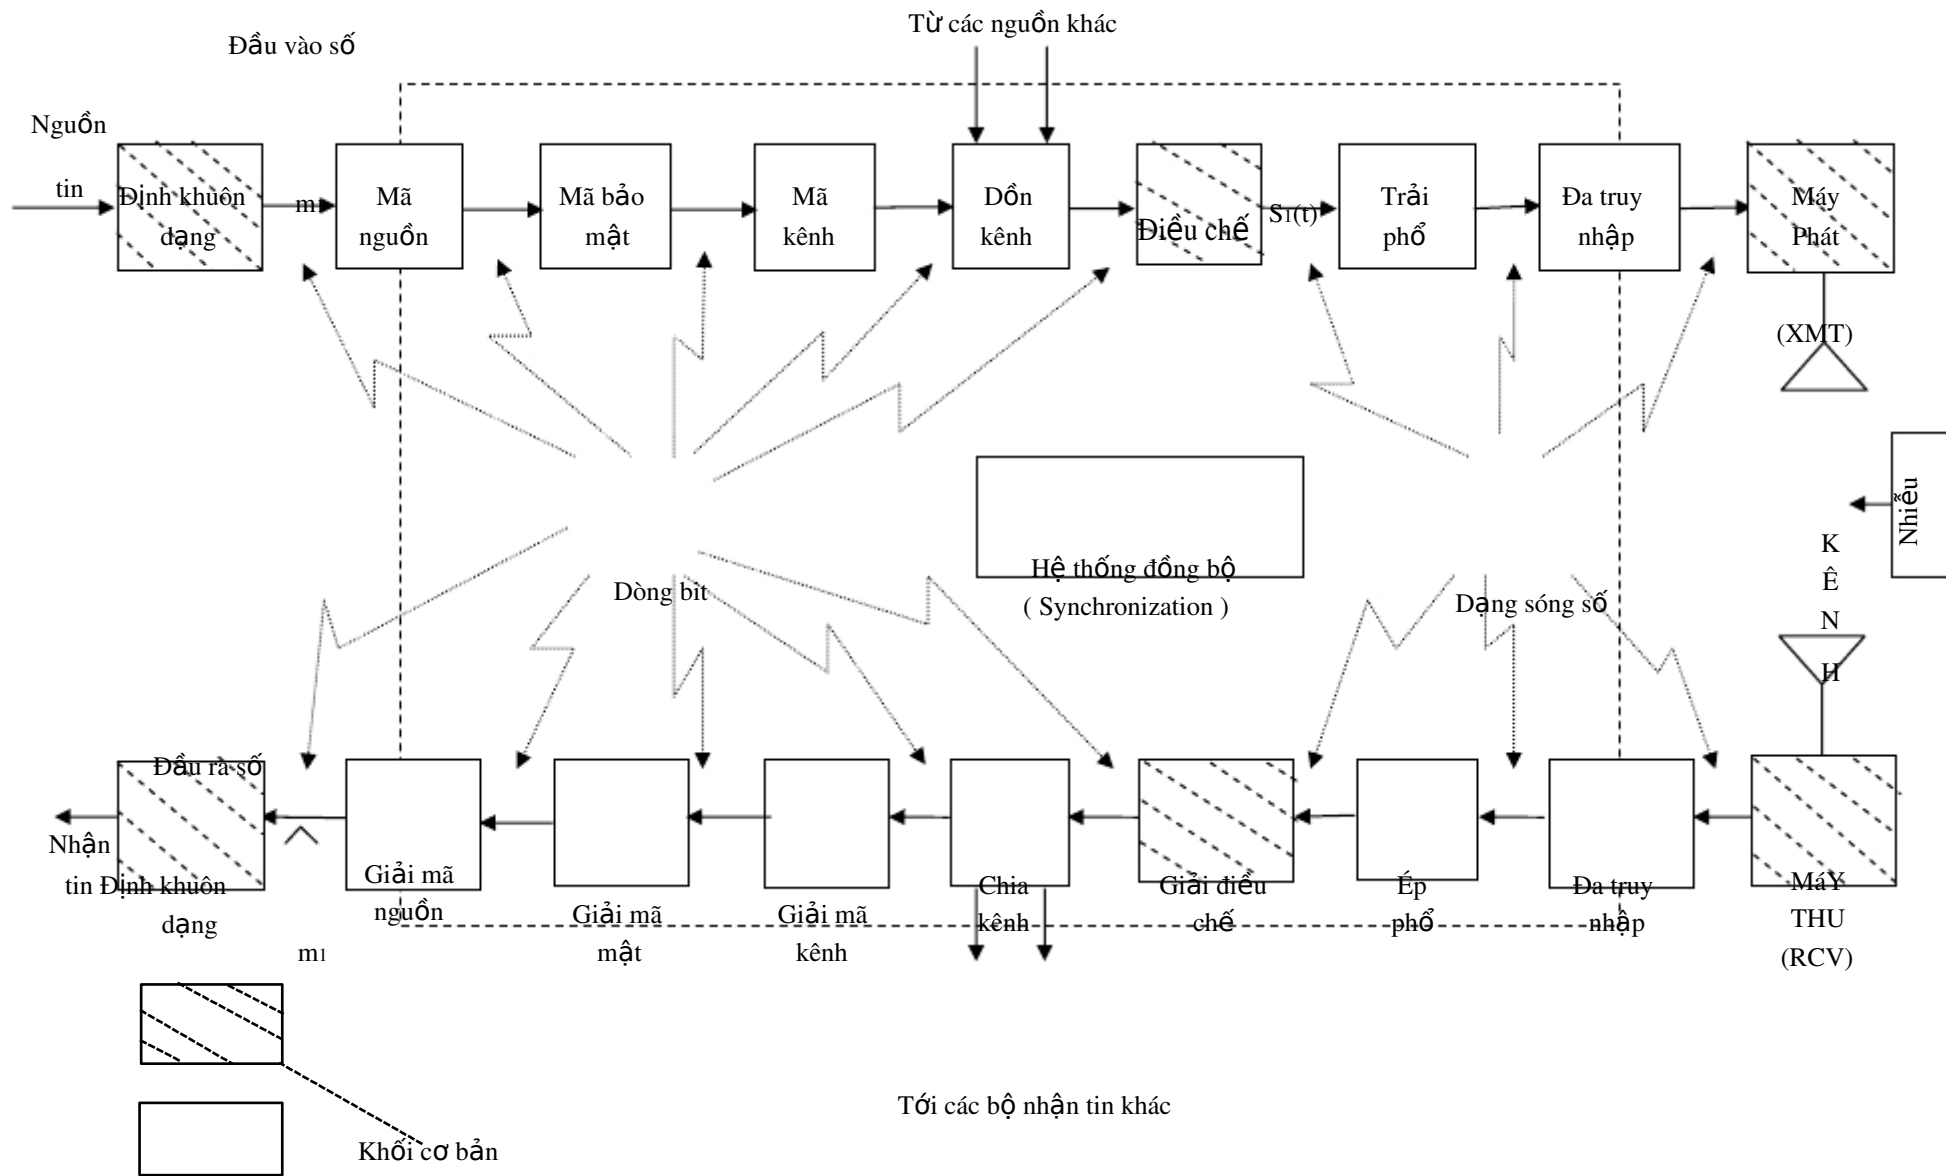 Từ các nguồn khác
Đầu vào số
Nguồn
tin
Định khuôn
dạng
m1
Mã
nguồn
Mã bảo
mật
Mã
kênh
Dồn
kênh
Điều chế
S1(t)
Trải
phổ
Đa truy
nhập
Máy
Phát
(XMT)
Nhiễu
K
Ê
N
H
Hệ thống đồng bộ
( Synchronization )
Dòng bit
Dạng sóng số
Đầu ra số
Nhận
tin Định khuôn
dạng
m1
Giải mã
nguồn
Giải mã
mật
Giải mã
kênh
Chia
kênh
Giải điều
chế
Ép
phổ
Đa truy
nhập
MáY
THU
(RCV)
Tới các bộ nhận tin khác
Khối cơ bản